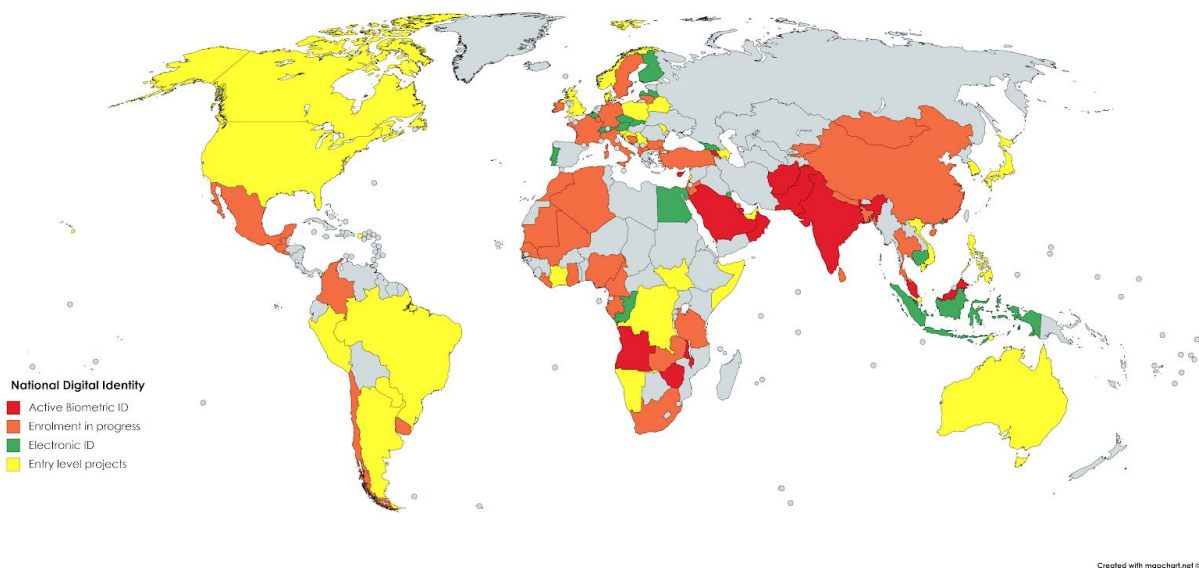 National Digital Identity
Active Biometric ID
Enrolment in progress
Electronic ID
Entry level projects
Created with mapchart.net ©